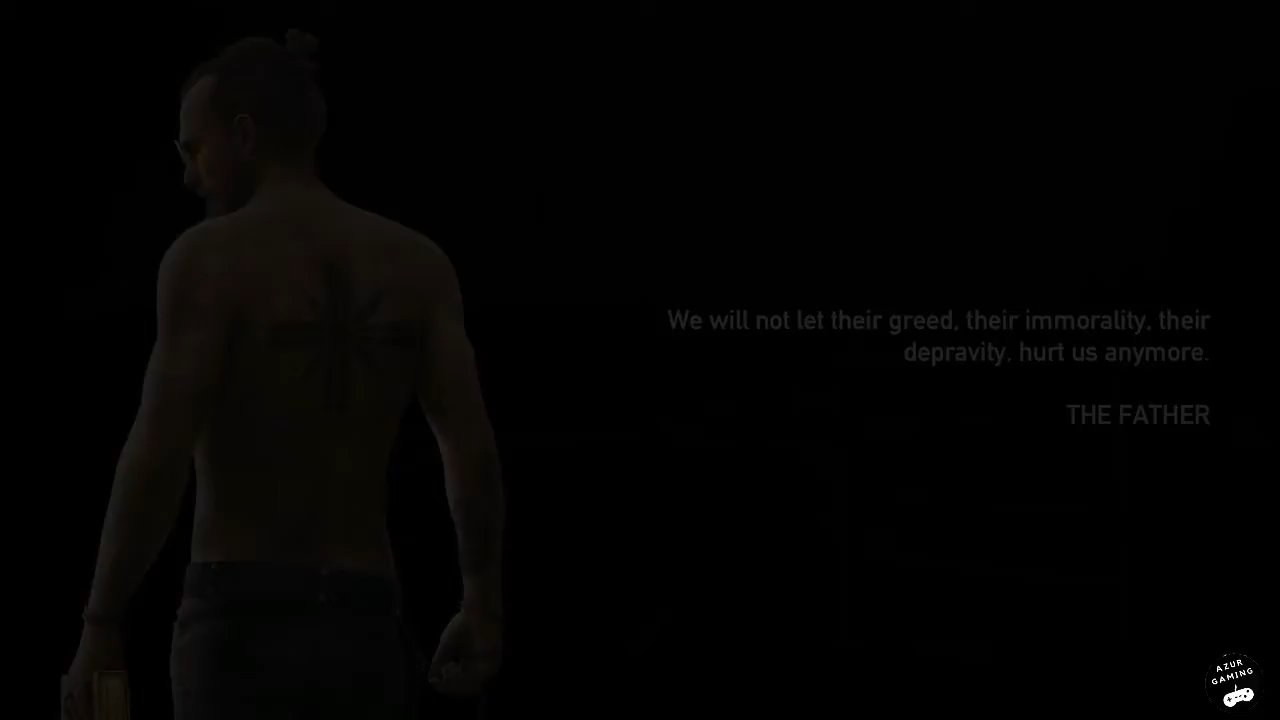 We will not let their greed, their immorality, their
depravity, hurt us anymore.
THE FATHER
AZUR
GAMING